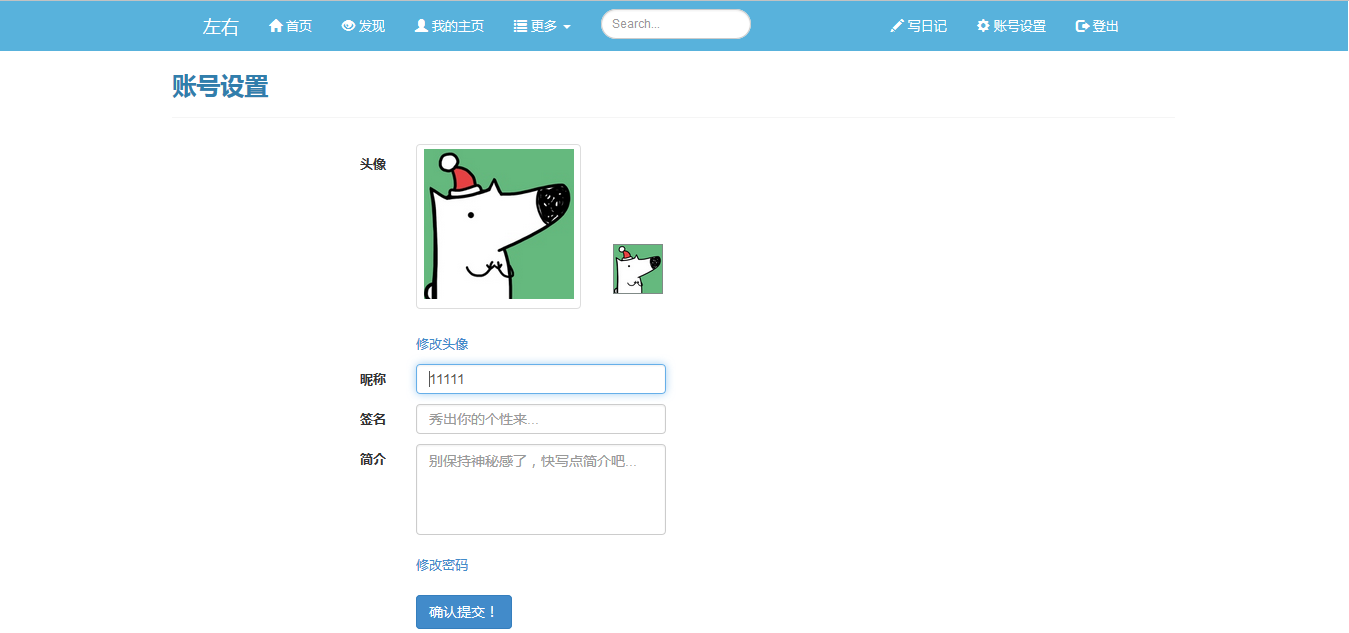 左右 首页 发现 我的主页 更多 Search... 写日记 账号设置 登出
账号设置
头像
修改头像
昵称 11111
签名 秀出你的个性来...
简介 别保持神秘感了，快写点简介吧...
修改密码
确认提交！